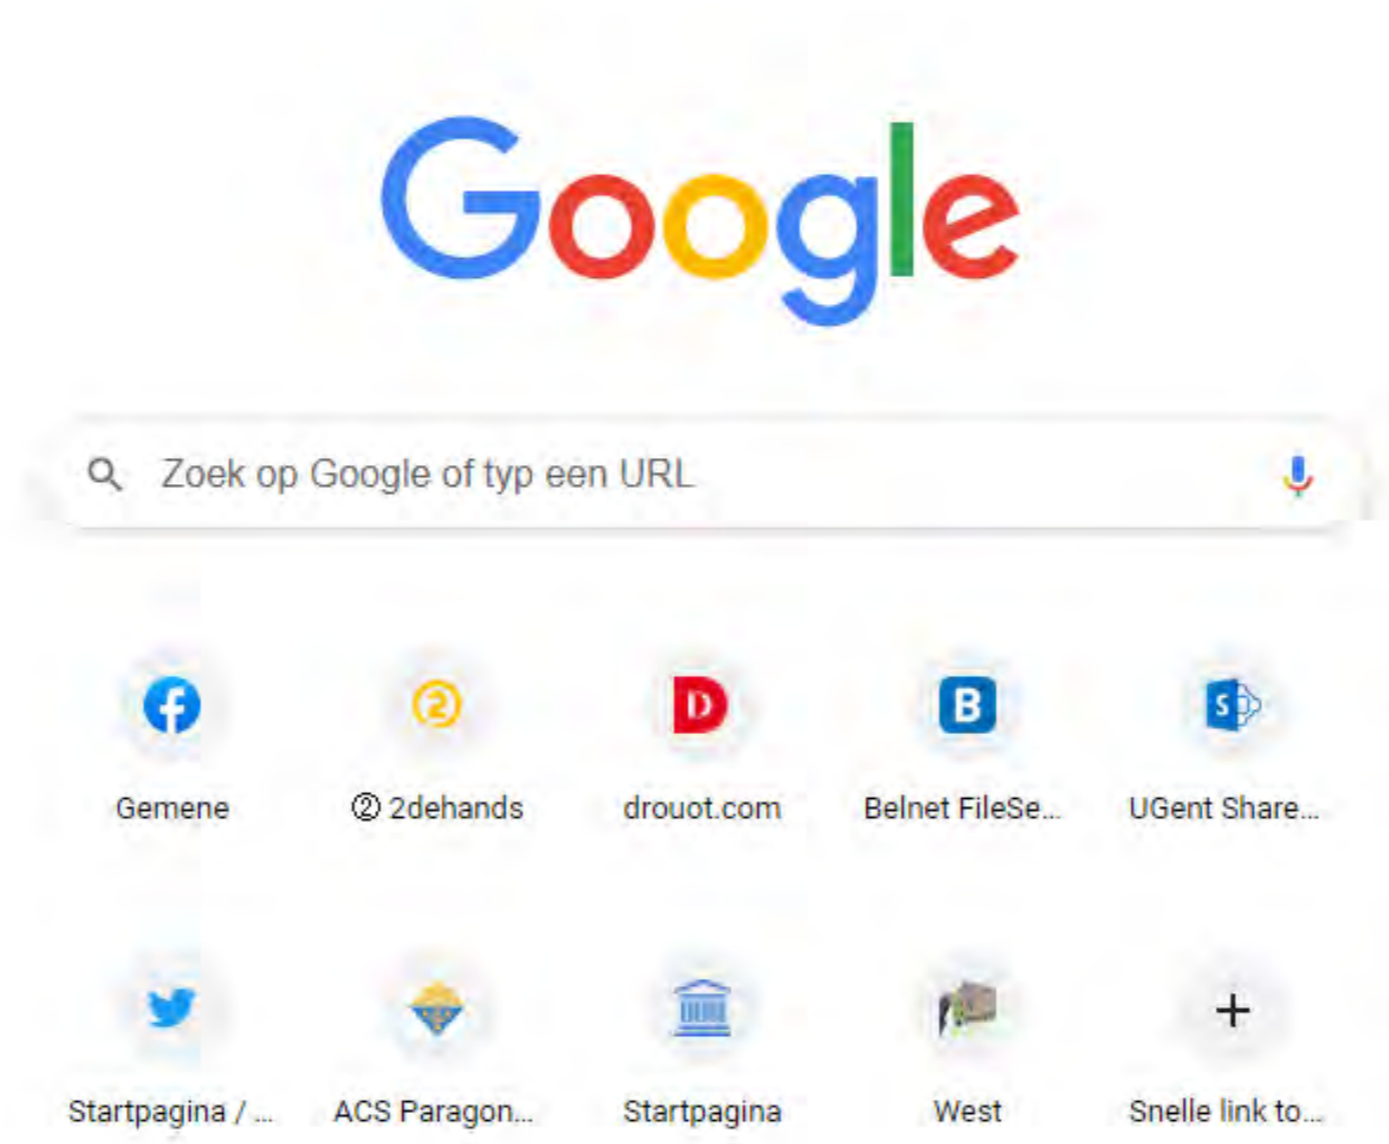 Google
Zoek op Google of typ een URL
Gemene
② 2dehands
drouot.com
Belnet FileSe...
UGent Share...
Startpagina / ...
ACS Paragon...
Startpagina
West
Snelle link to...